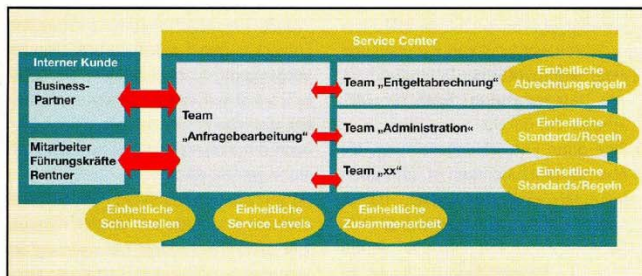 Service Center
Interner Kunde
Business-
Partner
Mitarbeiter
Führungskräfte
Rentner
Team
„Anfragebearbeitung“
Team „Entgeltabrechnung“
Team „Administration“
Team „xx“
Einheitliche
Abrechnungsregeln
Einheitliche
Standards/Regeln
Einheitliche
Standards/Regeln
Einheitliche
Schnittstellen
Einheitliche
Service Levels
Einheitliche
Zusammenarbeit